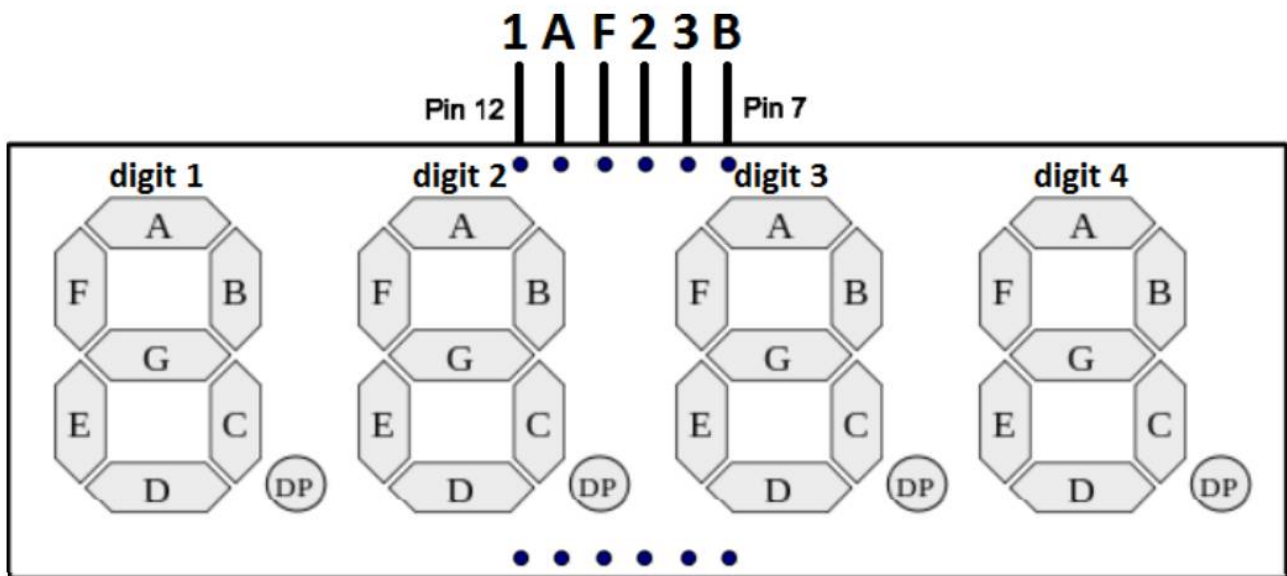 1 A F 2 3 B
Pin 12 Pin 7
digit 1 digit 2 digit 3 digit 4
A A A A
F B F B F B F B
G G G G
E C E C E C E C
D DP D DP D DP D DP